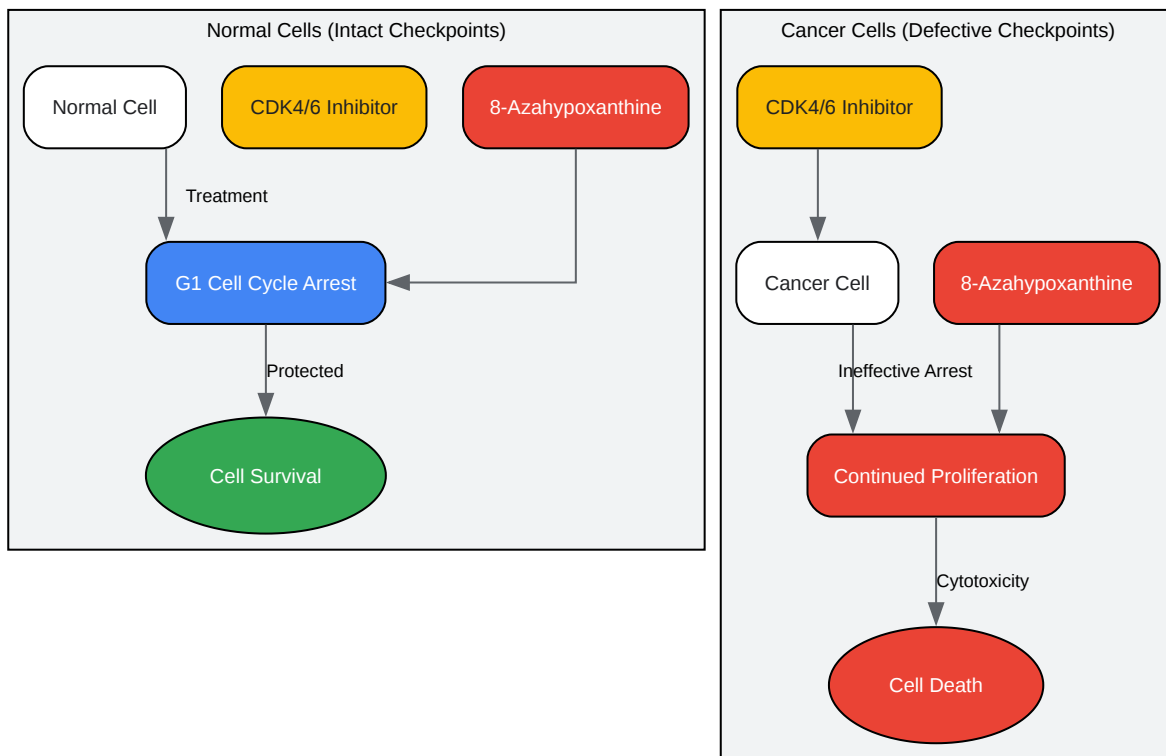 Normal Cells (Intact Checkpoints)
Normal Cell
CDK4/6 Inhibitor
8-Azahypoxanthine
Treatment
G1 Cell Cycle Arrest
Protected
Cell Survival
Cancer Cells (Defective Checkpoints)
CDK4/6 Inhibitor
Cancer Cell
8-Azahypoxanthine
Ineffective Arrest
Continued Proliferation
Cytotoxicity
Cell Death